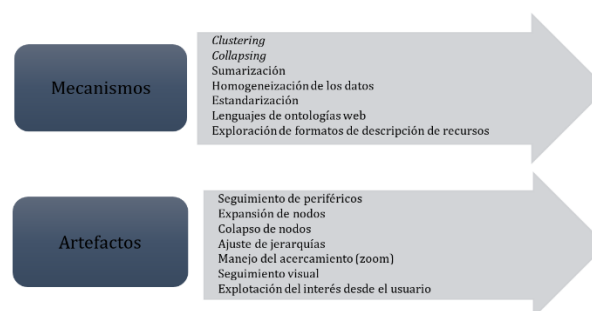 Mecanismos
Clustering
Collapsing
Sumarización
Homogeneización de los datos
Estandarización
Lenguajes de ontologías web
Exploración de formatos de descripción de recursos
Artefactos
Seguimiento de periféricos
Expansión de nodos
Colapso de nodos
Ajuste de jerarquías
Manejo del acercamiento (zoom)
Seguimiento visual
Explotación del interés desde el usuario